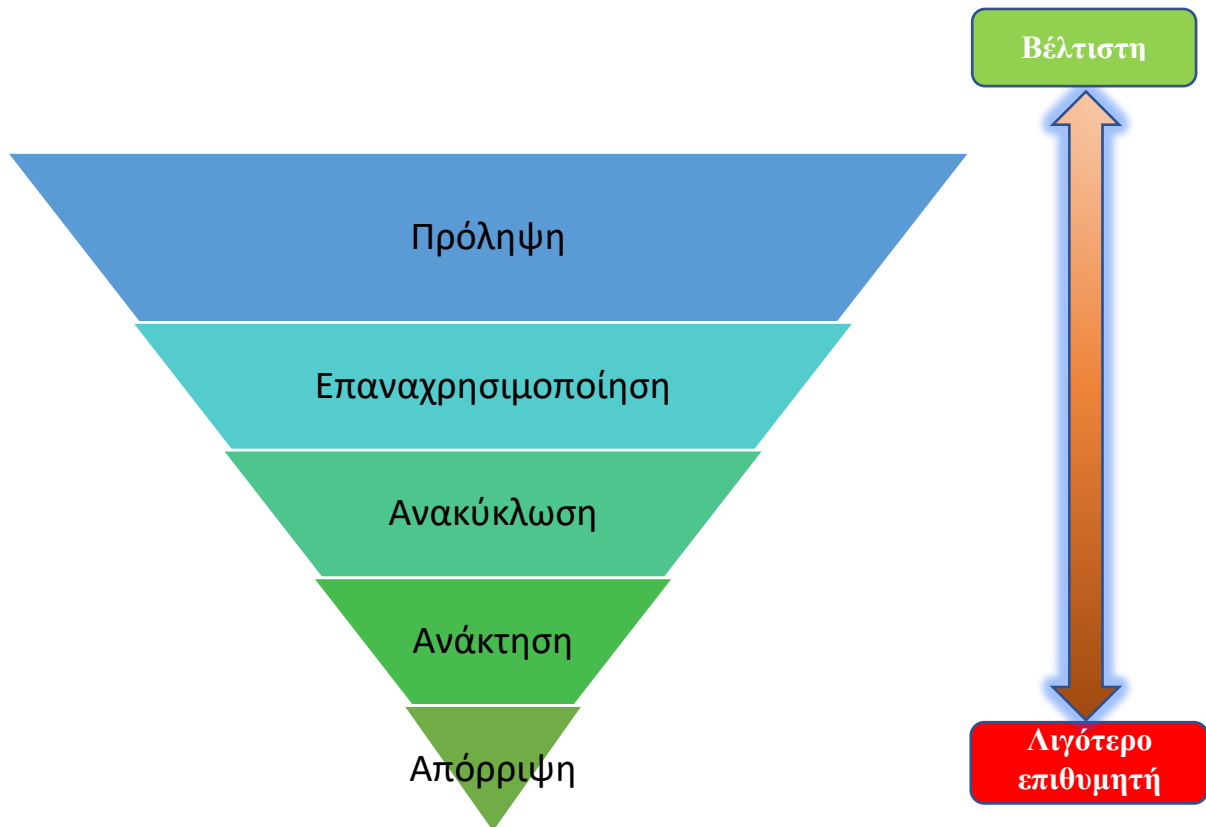 Βέλτιστη
Πρόληψη
Επαναχρησιμοποίηση
Ανακύκλωση
Ανάκτηση
Απόρριψη
Λιγότερο
επιθυμητή